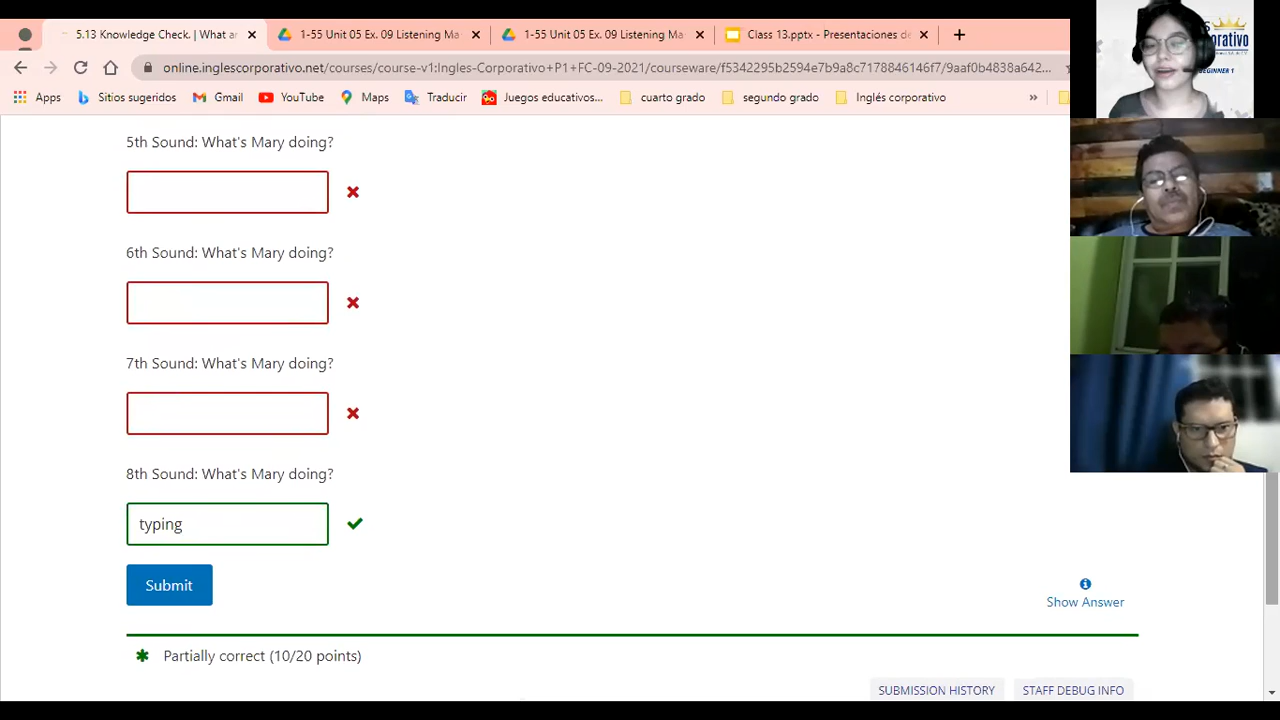 5.13 Knowledge Check. | What ar
1-55 Unit 05 Ex. 09 Listening Ma
1-55 Unit 05 Ex. 09 Listening Ma
Class 13.pptx - Presentaciones de
online.inglescorporativo.net/courses/course-v1:Ingles-Corporativo+P1+FC-09-2021/courseware/f5342295b2924e7b9a8c7178846146f7/9aaf0b4838a642...
Apps
Sitios sugeridos
Gmail
YouTube
Maps
Traducir
Juegos educativos...
cuarto grado
segundo grado
Inglés corporativo
»
5th Sound: What's Mary doing?
6th Sound: What's Mary doing?
7th Sound: What's Mary doing?
8th Sound: What's Mary doing?
typing
Submit
Show Answer
Partially correct (10/20 points)
SUBMISSION HISTORY
STAFF DEBUG INFO
BEGINNER 1